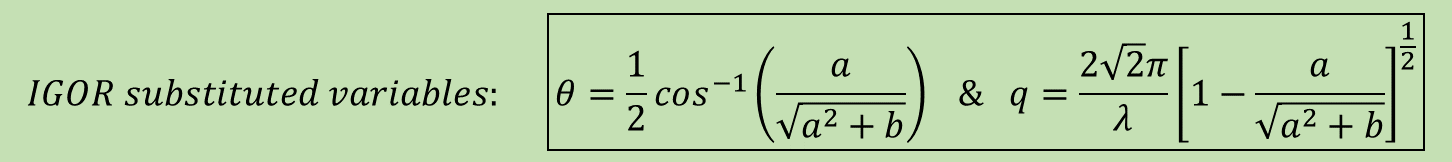 IGOR substituted variables: θ = 1/2 cos⁻¹(a/√(a² + b)) & q = 2√2π/λ [1 − a/√(a² + b)]^(1/2)